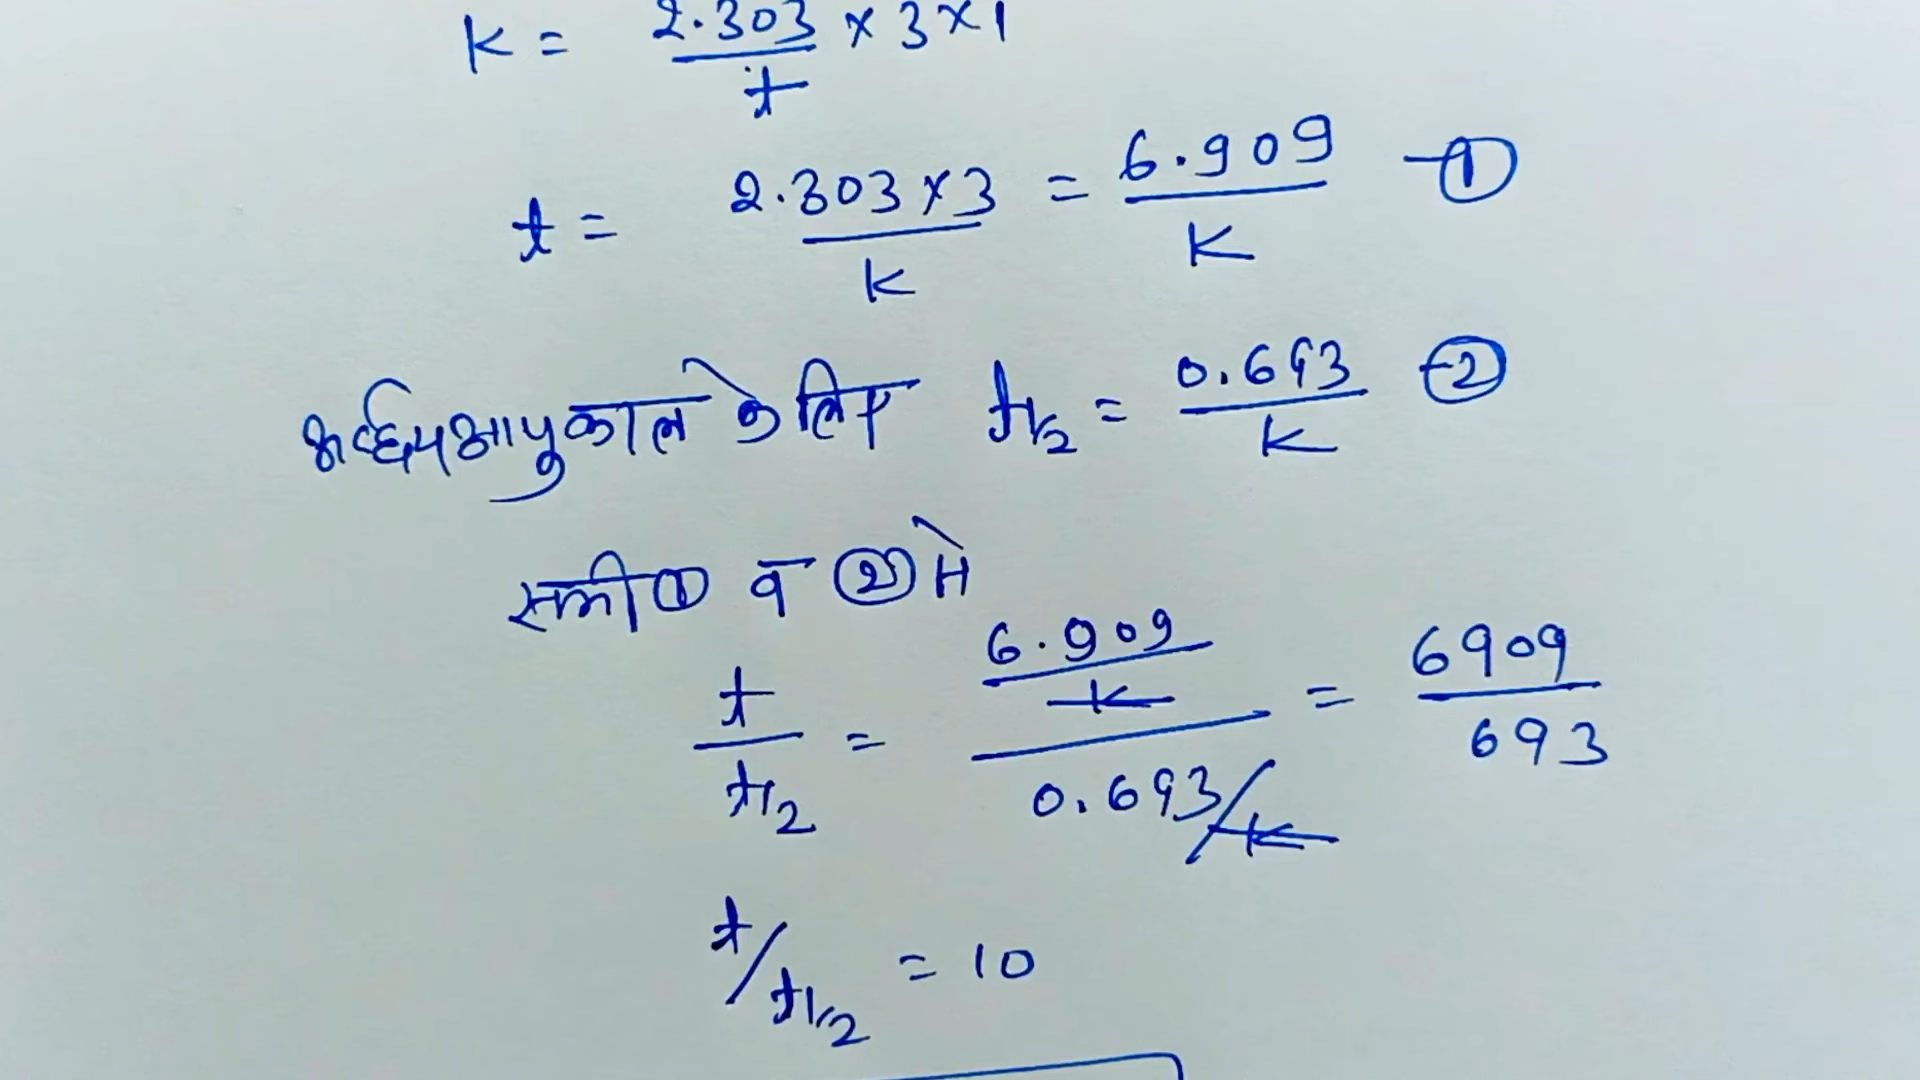 K = 2.303/t × 3 × 1
t = 2.303 × 3 / K = 6.909 / K — ①
अर्द्धयआयुकाल के लिए t1/2 = 0.693 / K — ②
समी ① व ② से
t / t1/2 = 6.909/K / 0.693/K = 6909 / 693
t / t1/2 = 10